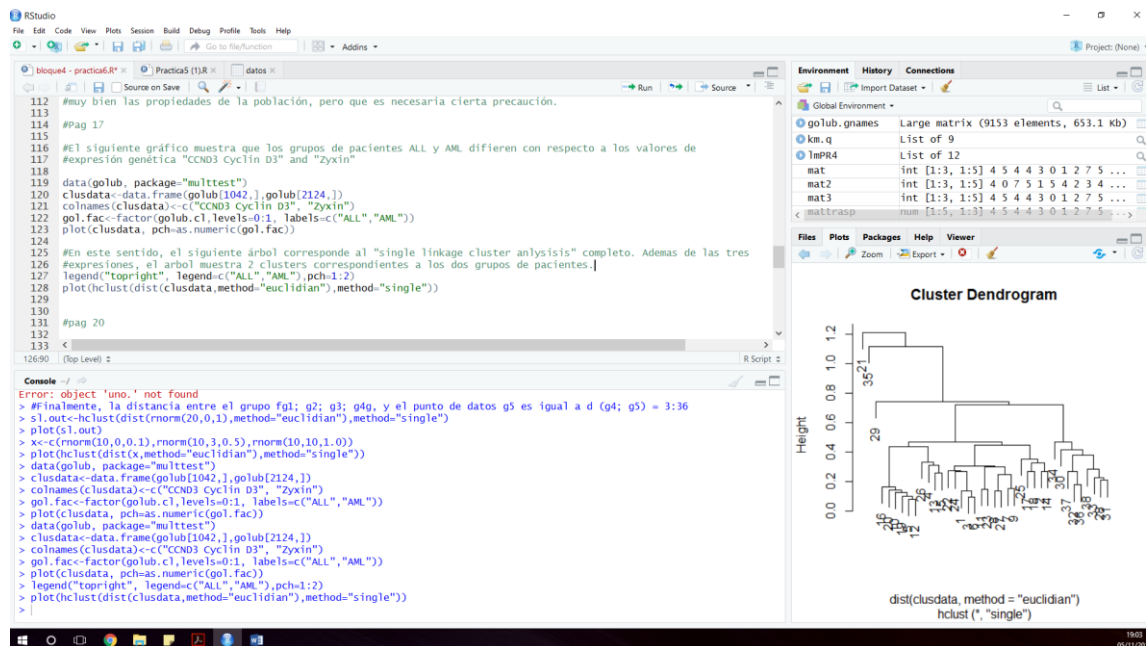 RStudio
File Edit Code View Plots Session Build Debug Profile Tools Help
Go to file/function
Addins
Project: (None)
bloque4 - practica6.R*
Practica5 (1).R
datos
Source on Save
Run
Source
112 #muy bien las propiedades de la población, pero que es necesaria cierta precaución.
113
114 #Pag 17
115
116 #El siguiente gráfico muestra que los grupos de pacientes ALL y AML difieren con respecto a los valores de
117 #expresión genética "CCND3 Cyclin D3" and "Zyxin"
118
119 data(golub, package="multtest")
120 clusdata<-data.frame(golub[1042,],golub[2124,])
121 colnames(clusdata)<-c("CCND3 Cyclin D3", "Zyxin")
122 gol.fac<-factor(golub.cl,levels=0:1, labels=c("ALL","AML"))
123 plot(clusdata, pch=as.numeric(gol.fac))
124
125 #En este sentido, el siguiente árbol corresponde al "single linkage cluster anlysisis" completo. Ademas de las tres
126 #expresiones, el arbol muestra 2 clusters correspondientes a los dos grupos de pacientes.
127 legend("topright", legend=c("ALL","AML"),pch=1:2)
128 plot(hclust(dist(clusdata,method="euclidian"),method="single"))
129
130
131 #pag 20
132
133
126:90 (Top Level) R Script
Console ~/
Error: object 'uno.' not found
> #Finalmente, la distancia entre el grupo fg1; g2; g3; g4g, y el punto de datos g5 es igual a d (g4; g5) = 3:36
> sl.out<-hclust(dist(rnorm(20,0,1),method="euclidian"),method="single")
> plot(sl.out)
> x<-c(rnorm(10,0,0.1),rnorm(10,3,0.5),rnorm(10,10,1.0))
> plot(hclust(dist(x,method="euclidian"),method="single"))
> data(golub, package="multtest")
> clusdata<-data.frame(golub[1042,],golub[2124,])
> colnames(clusdata)<-c("CCND3 Cyclin D3", "Zyxin")
> gol.fac<-factor(golub.cl,levels=0:1, labels=c("ALL","AML"))
> plot(clusdata, pch=as.numeric(gol.fac))
> data(golub, package="multtest")
> clusdata<-data.frame(golub[1042,],golub[2124,])
> colnames(clusdata)<-c("CCND3 Cyclin D3", "Zyxin")
> gol.fac<-factor(golub.cl,levels=0:1, labels=c("ALL","AML"))
> plot(clusdata, pch=as.numeric(gol.fac))
> legend("topright", legend=c("ALL","AML"),pch=1:2)
> plot(hclust(dist(clusdata,method="euclidian"),method="single"))
>
Environment History Connections
Import Dataset
List
Global Environment
golub.gnames Large matrix (9153 elements, 653.1 Kb)
km.q List of 9
lmPR4 List of 12
mat int [1:3, 1:5] 4 5 4 4 3 0 1 2 7 5 ...
mat2 int [1:3, 1:5] 4 0 7 5 1 5 4 2 3 4 ...
mat3 int [1:3, 1:5] 4 5 4 4 3 0 1 2 7 5 ...
mattrasp num [1:5, 1:3] 4 5 4 4 3 0 1 2 7 5 ...
Files Plots Packages Help Viewer
Zoom Export
Cluster Dendrogram
Height
0.0 0.2 0.4 0.6 0.8 1.0 1.2
35
21
29
dist(clusdata, method = "euclidian")
hclust (*, "single")
19:03